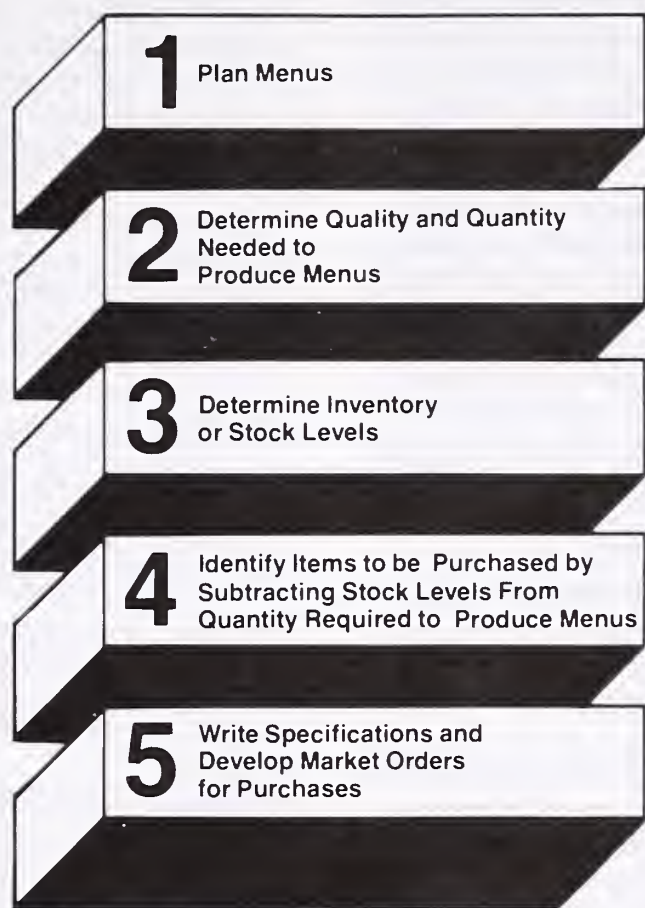 1 Plan Menus
2 Determine Quality and Quantity
Needed to
Produce Menus
3 Determine Inventory
or Stock Levels
4 Identify Items to be Purchased by
Subtracting Stock Levels From
Quantity Required to Produce Menus
5 Write Specifications and
Develop Market Orders
for Purchases